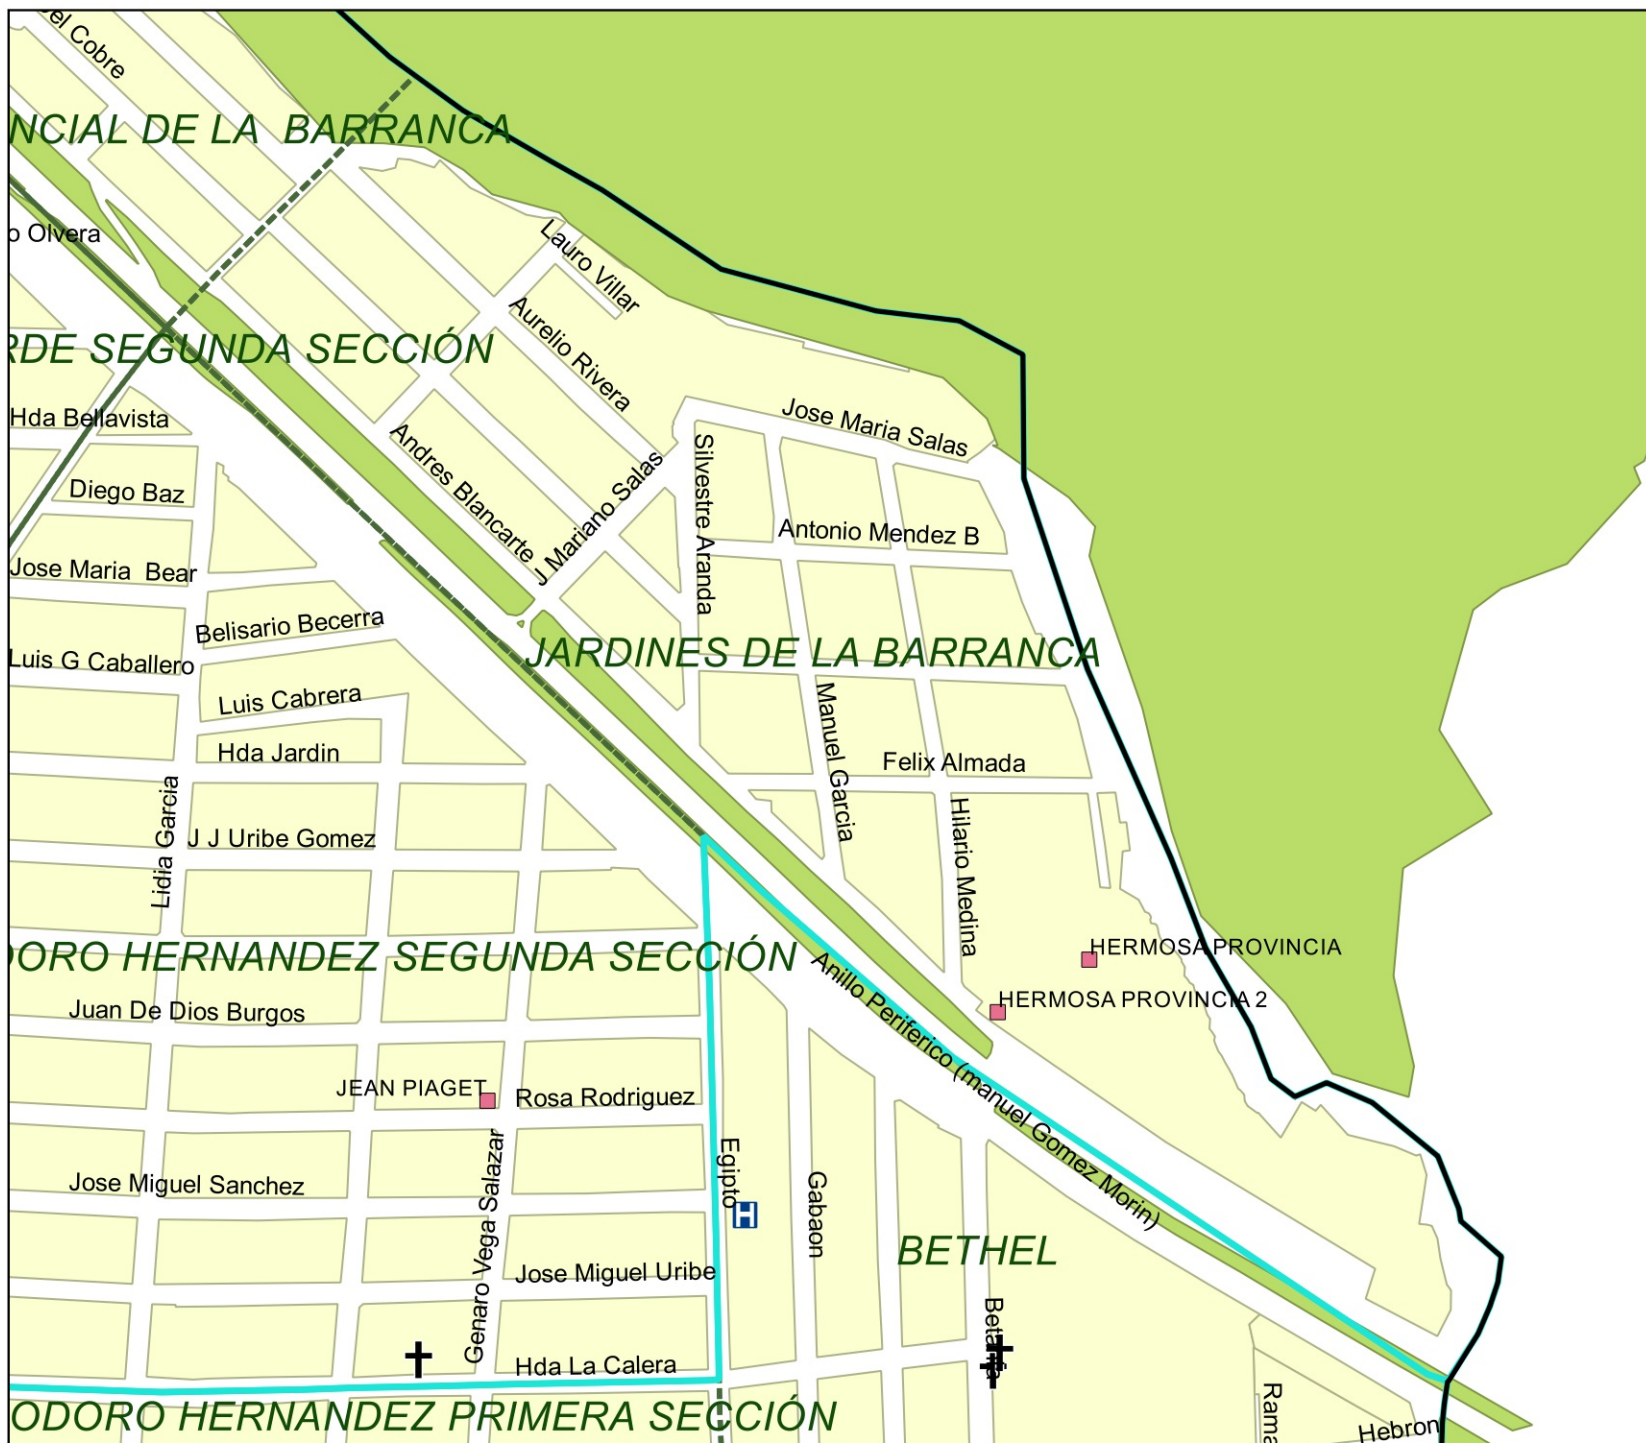 el Cobre
NCIAL DE LA BARRANCA
o Olvera
Lauro Villar
Aurelio Rivera
RDE SEGUNDA SECCIÓN
Hda Bellavista
Jose Maria Salas
Andres Blancarte
J Mariano Salas
Silvestre Aranda
Diego Baz
Antonio Mendez B
Jose Maria Bear
Belisario Becerra
Luis G Caballero
JARDINES DE LA BARRANCA
Luis Cabrera
Manuel Garcia
Hda Jardin
Felix Almada
Lidia Garcia
J J Uribe Gomez
Hilario Medina
DORO HERNANDEZ SEGUNDA SECCIÓN
HERMOSA PROVINCIA
Anillo Periferico (manuel Gomez Morin)
HERMOSA PROVINCIA 2
Juan De Dios Burgos
JEAN PIAGET
Rosa Rodriguez
Egipto
H
Gabaon
Jose Miguel Sanchez
Genaro Vega Salazar
BETHEL
Jose Miguel Uribe
Betania
Hda La Calera
ODORO HERNANDEZ PRIMERA SECCIÓN
Rama
Hebron